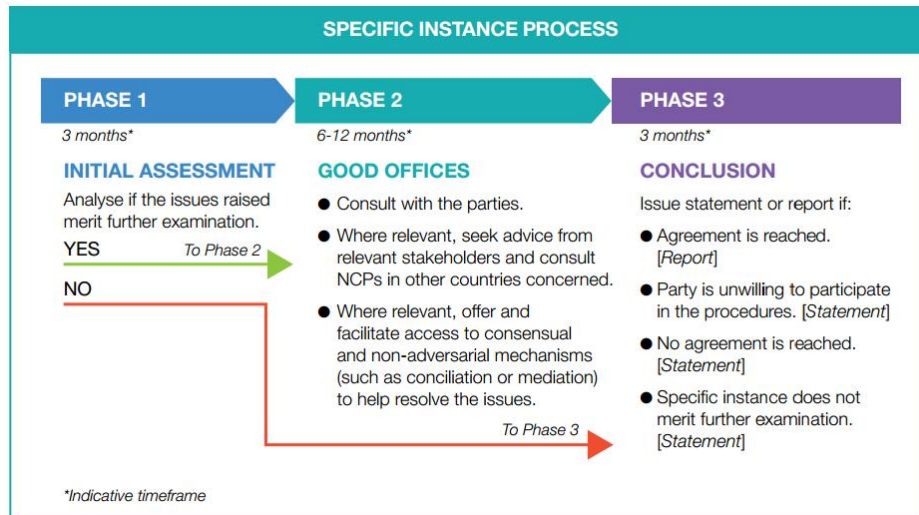 SPECIFIC INSTANCE PROCESS
PHASE 1
3 months*
INITIAL ASSESSMENT
Analyse if the issues raised
merit further examination.
YES
To Phase 2
NO
PHASE 2
6-12 months*
GOOD OFFICES
● Consult with the parties.
● Where relevant, seek advice from
relevant stakeholders and consult
NCPs in other countries concerned.
● Where relevant, offer and
facilitate access to consensual
and non-adversarial mechanisms
(such as conciliation or mediation)
to help resolve the issues.
To Phase 3
PHASE 3
3 months*
CONCLUSION
Issue statement or report if:
● Agreement is reached.
[Report]
● Party is unwilling to participate
in the procedures. [Statement]
● No agreement is reached.
[Statement]
● Specific instance does not
merit further examination.
[Statement]
*Indicative timeframe